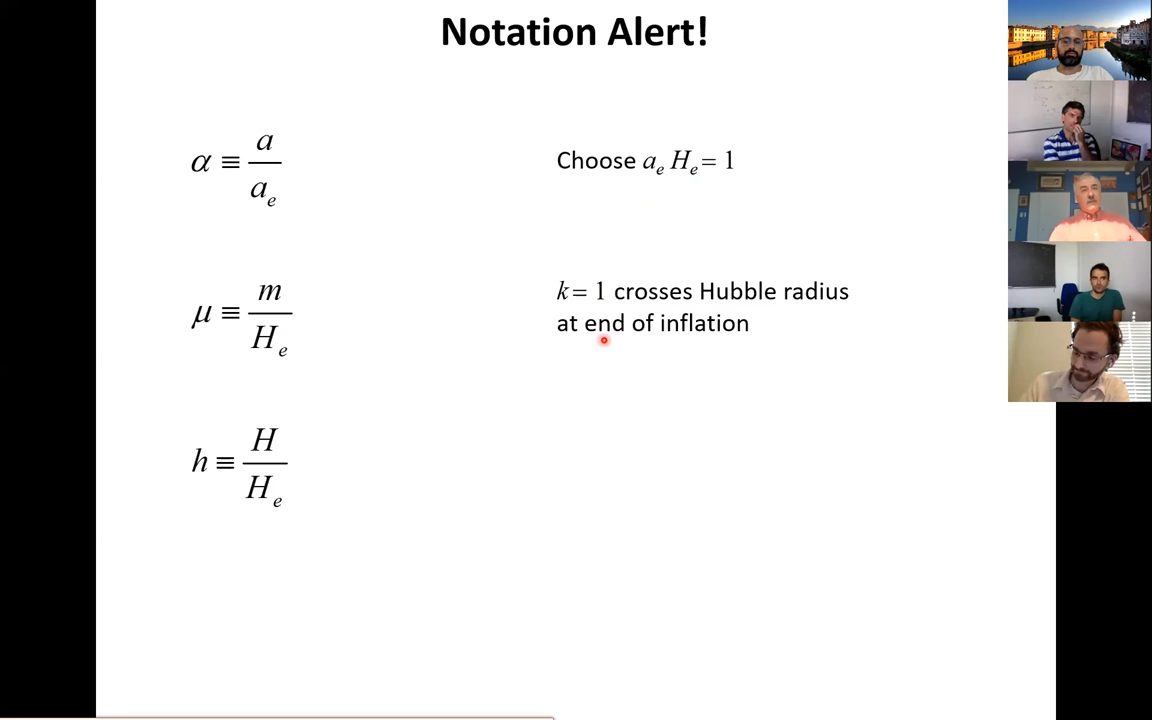 Notation Alert!
α ≡ a / a_e
Choose a_e H_e = 1
μ ≡ m / H_e
k = 1 crosses Hubble radius
at end of inflation
h ≡ H / H_e